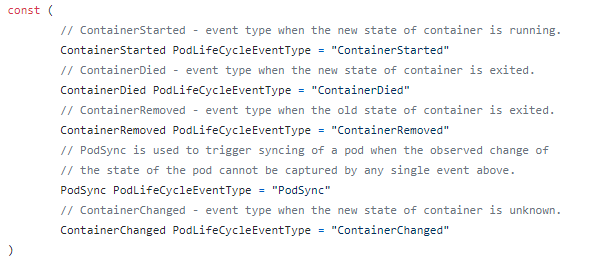 const (
// ContainerStarted - event type when the new state of container is running.
ContainerStarted PodLifeCycleEventType = "ContainerStarted"
// ContainerDied - event type when the new state of container is exited.
ContainerDied PodLifeCycleEventType = "ContainerDied"
// ContainerRemoved - event type when the old state of container is exited.
ContainerRemoved PodLifeCycleEventType = "ContainerRemoved"
// PodSync is used to trigger syncing of a pod when the observed change of
// the state of the pod cannot be captured by any single event above.
PodSync PodLifeCycleEventType = "PodSync"
// ContainerChanged - event type when the new state of container is unknown.
ContainerChanged PodLifeCycleEventType = "ContainerChanged"
)